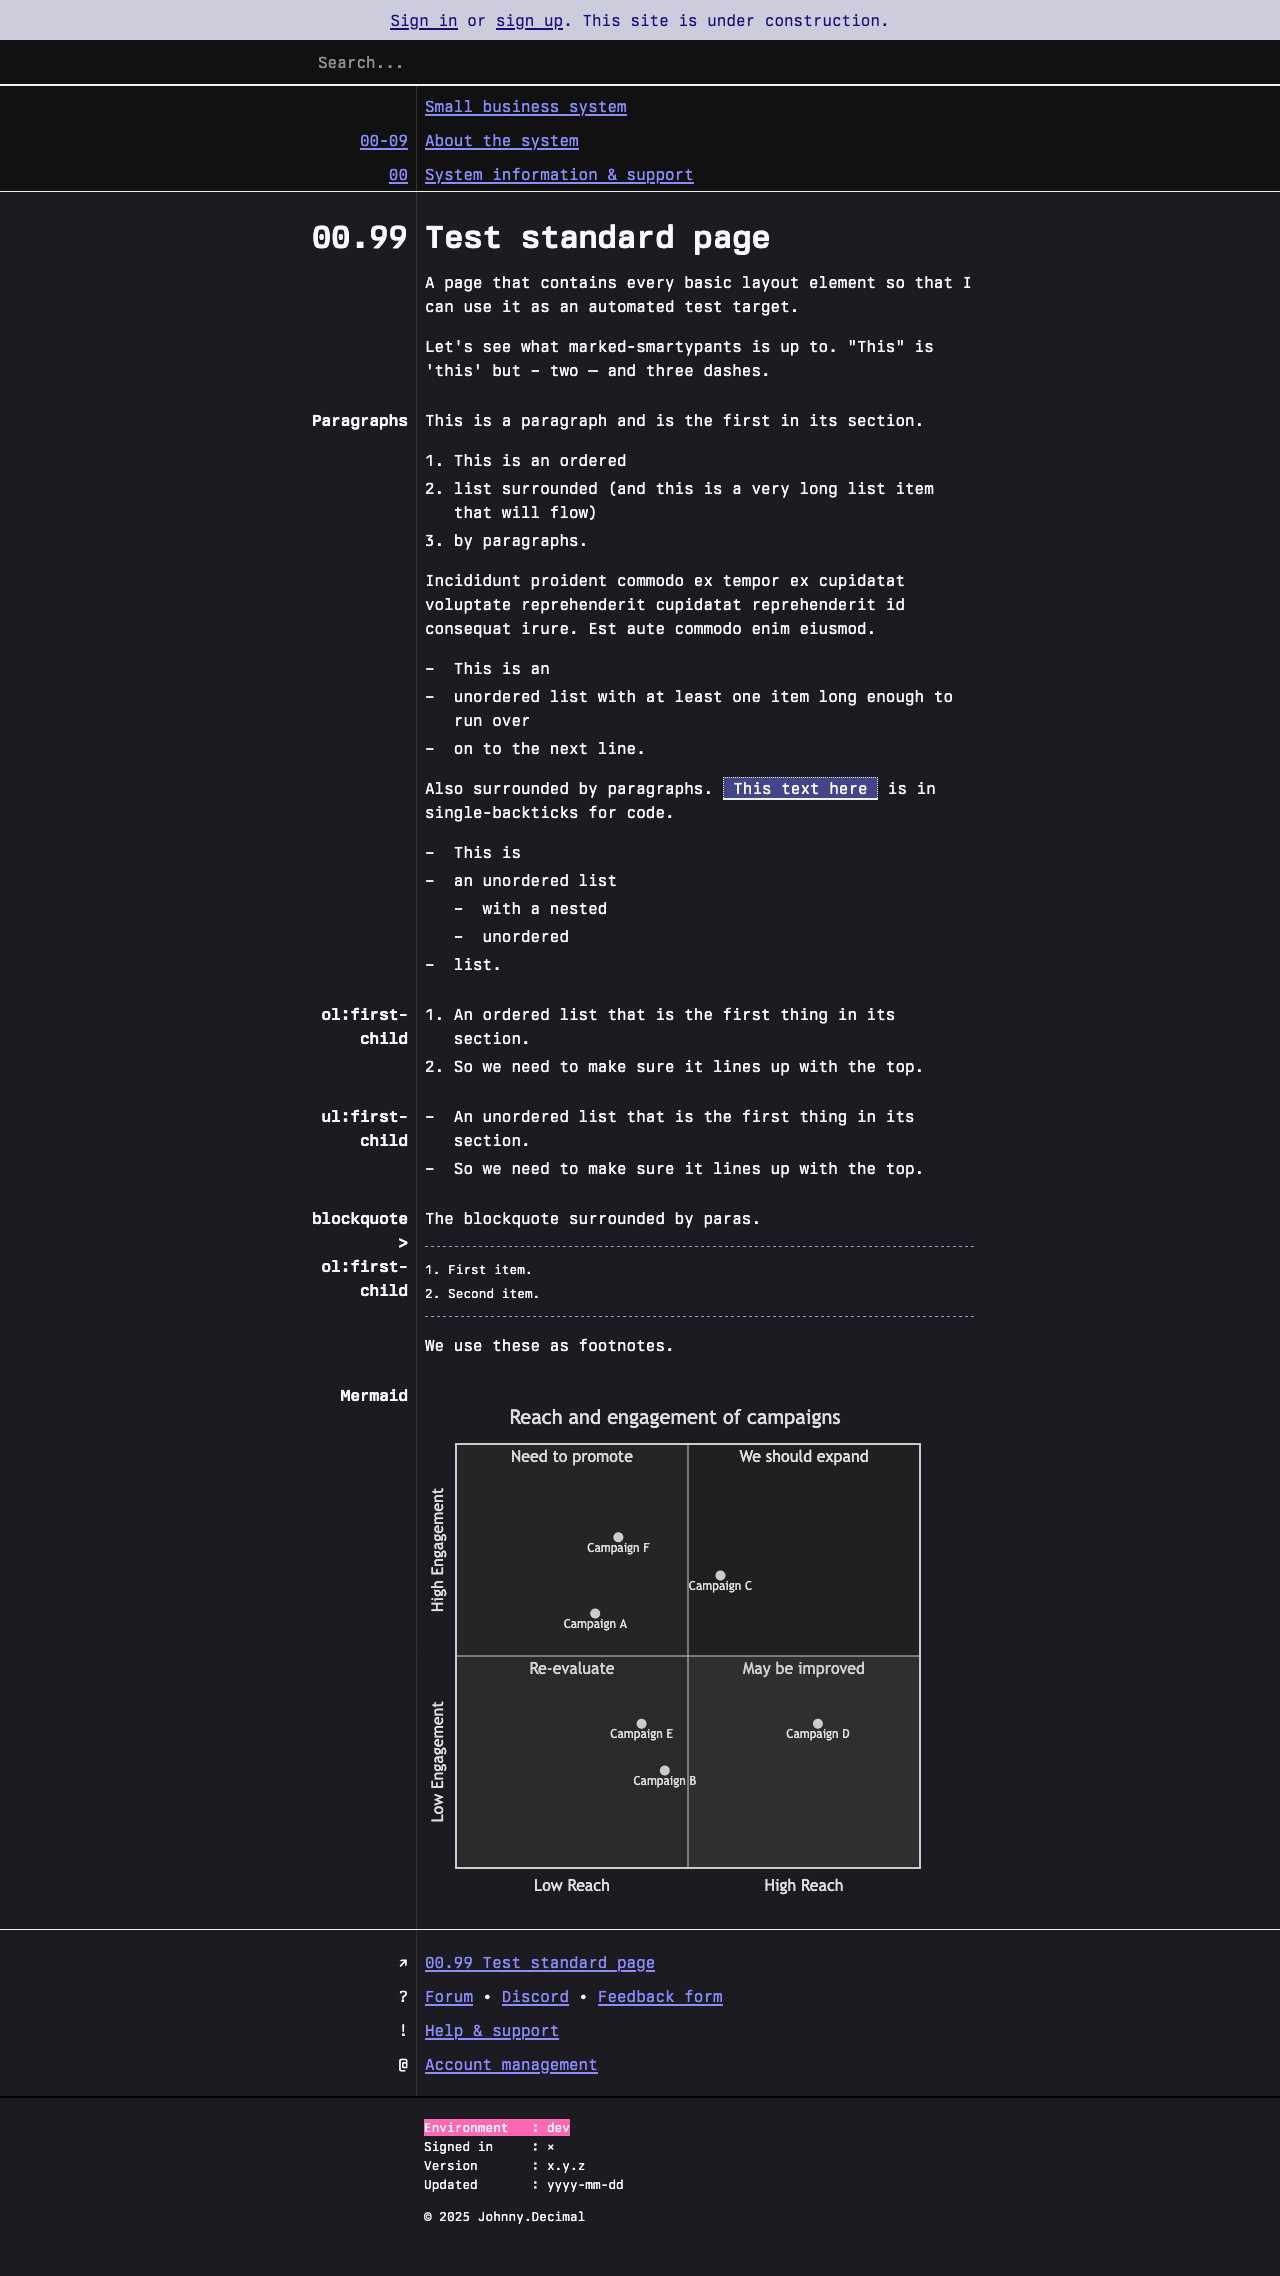 Sign in or sign up. This site is under construction.
Search...
Small business system
00-09 About the system
00 System information & support
00.99 Test standard page
A page that contains every basic layout element so that I
can use it as an automated test target.
Let's see what marked-smartypants is up to. "This" is
'this' but – two — and three dashes.
Paragraphs This is a paragraph and is the first in its section.
1. This is an ordered
2. list surrounded (and this is a very long list item
that will flow)
3. by paragraphs.
Incididunt proident commodo ex tempor ex cupidatat
voluptate reprehenderit cupidatat reprehenderit id
consequat irure. Est aute commodo enim eiusmod.
- This is an
- unordered list with at least one item long enough to
run over
- on to the next line.
Also surrounded by paragraphs. This text here is in
single-backticks for code.
- This is
- an unordered list
- with a nested
- unordered
- list.
ol:first- 1. An ordered list that is the first thing in its
child section.
2. So we need to make sure it lines up with the top.
ul:first- - An unordered list that is the first thing in its
child section.
- So we need to make sure it lines up with the top.
blockquote The blockquote surrounded by paras.
>
ol:first- 1. First item.
child 2. Second item.
We use these as footnotes.
Mermaid
Reach and engagement of campaigns
Need to promote We should expand
High Engagement
Campaign F
Campaign C
Campaign A
Re-evaluate May be improved
Low Engagement
Campaign E Campaign D
Campaign B
Low Reach High Reach
↗ 00.99 Test standard page
? Forum • Discord • Feedback form
! Help & support
@ Account management
Environment : dev
Signed in : ×
Version : x.y.z
Updated : yyyy-mm-dd
© 2025 Johnny.Decimal